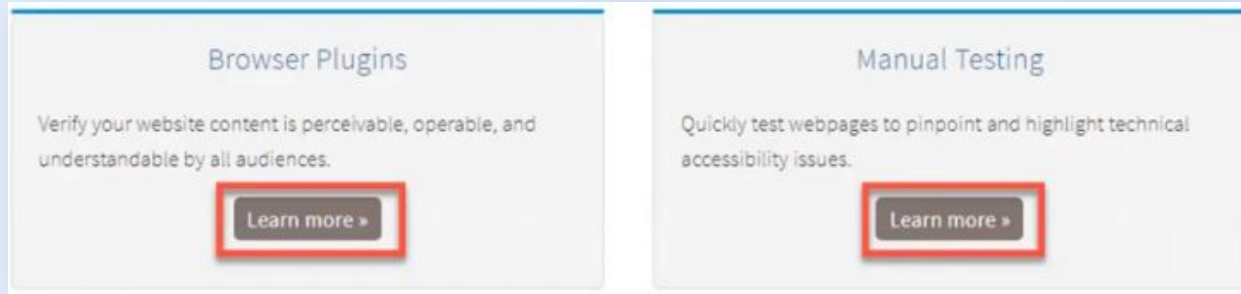 Browser Plugins
Verify your website content is perceivable, operable, and
understandable by all audiences.
Learn more »
Manual Testing
Quickly test webpages to pinpoint and highlight technical
accessibility issues.
Learn more »